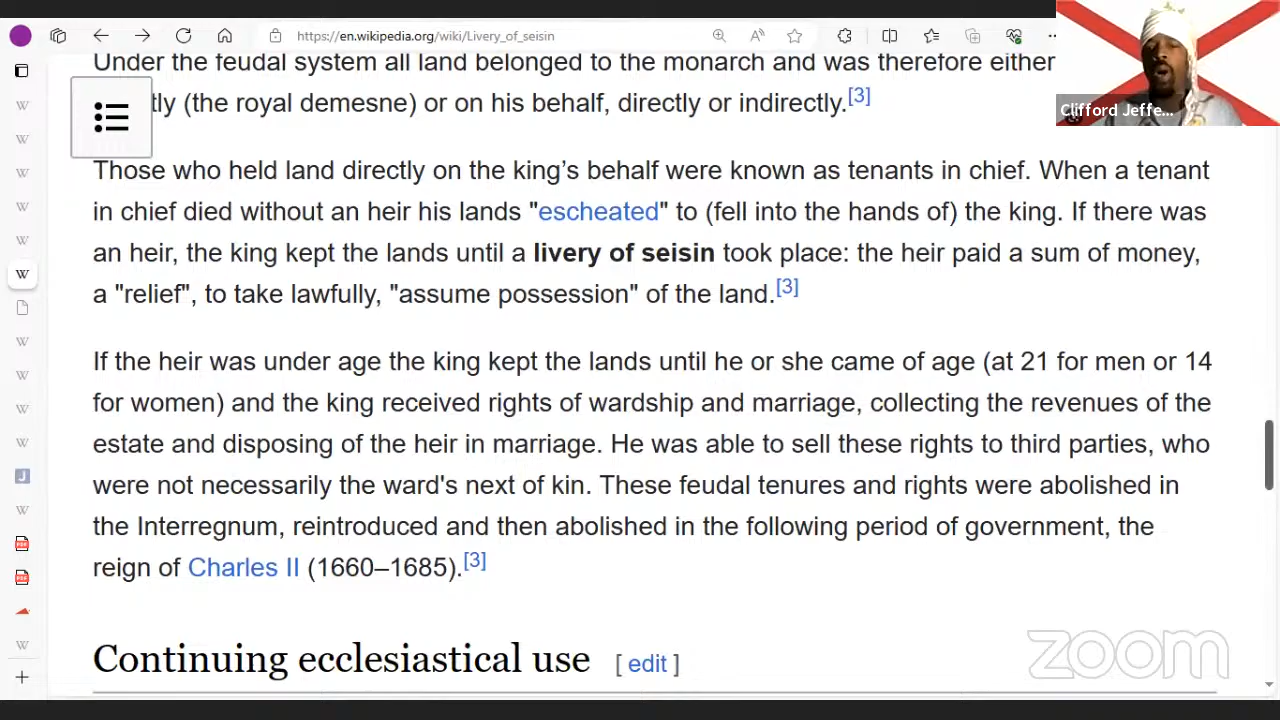 https://en.wikipedia.org/wiki/Livery_of_seisin
Clifford Jeffe...
Under the feudal system all land belonged to the monarch and was therefore either
tly (the royal demesne) or on his behalf, directly or indirectly.[3]
Those who held land directly on the king’s behalf were known as tenants in chief. When a tenant
in chief died without an heir his lands "escheated" to (fell into the hands of) the king. If there was
an heir, the king kept the lands until a livery of seisin took place: the heir paid a sum of money,
a "relief", to take lawfully, "assume possession" of the land.[3]
If the heir was under age the king kept the lands until he or she came of age (at 21 for men or 14
for women) and the king received rights of wardship and marriage, collecting the revenues of the
estate and disposing of the heir in marriage. He was able to sell these rights to third parties, who
were not necessarily the ward's next of kin. These feudal tenures and rights were abolished in
the Interregnum, reintroduced and then abolished in the following period of government, the
reign of Charles II (1660–1685).[3]
Continuing ecclesiastical use [ edit ]
zoom